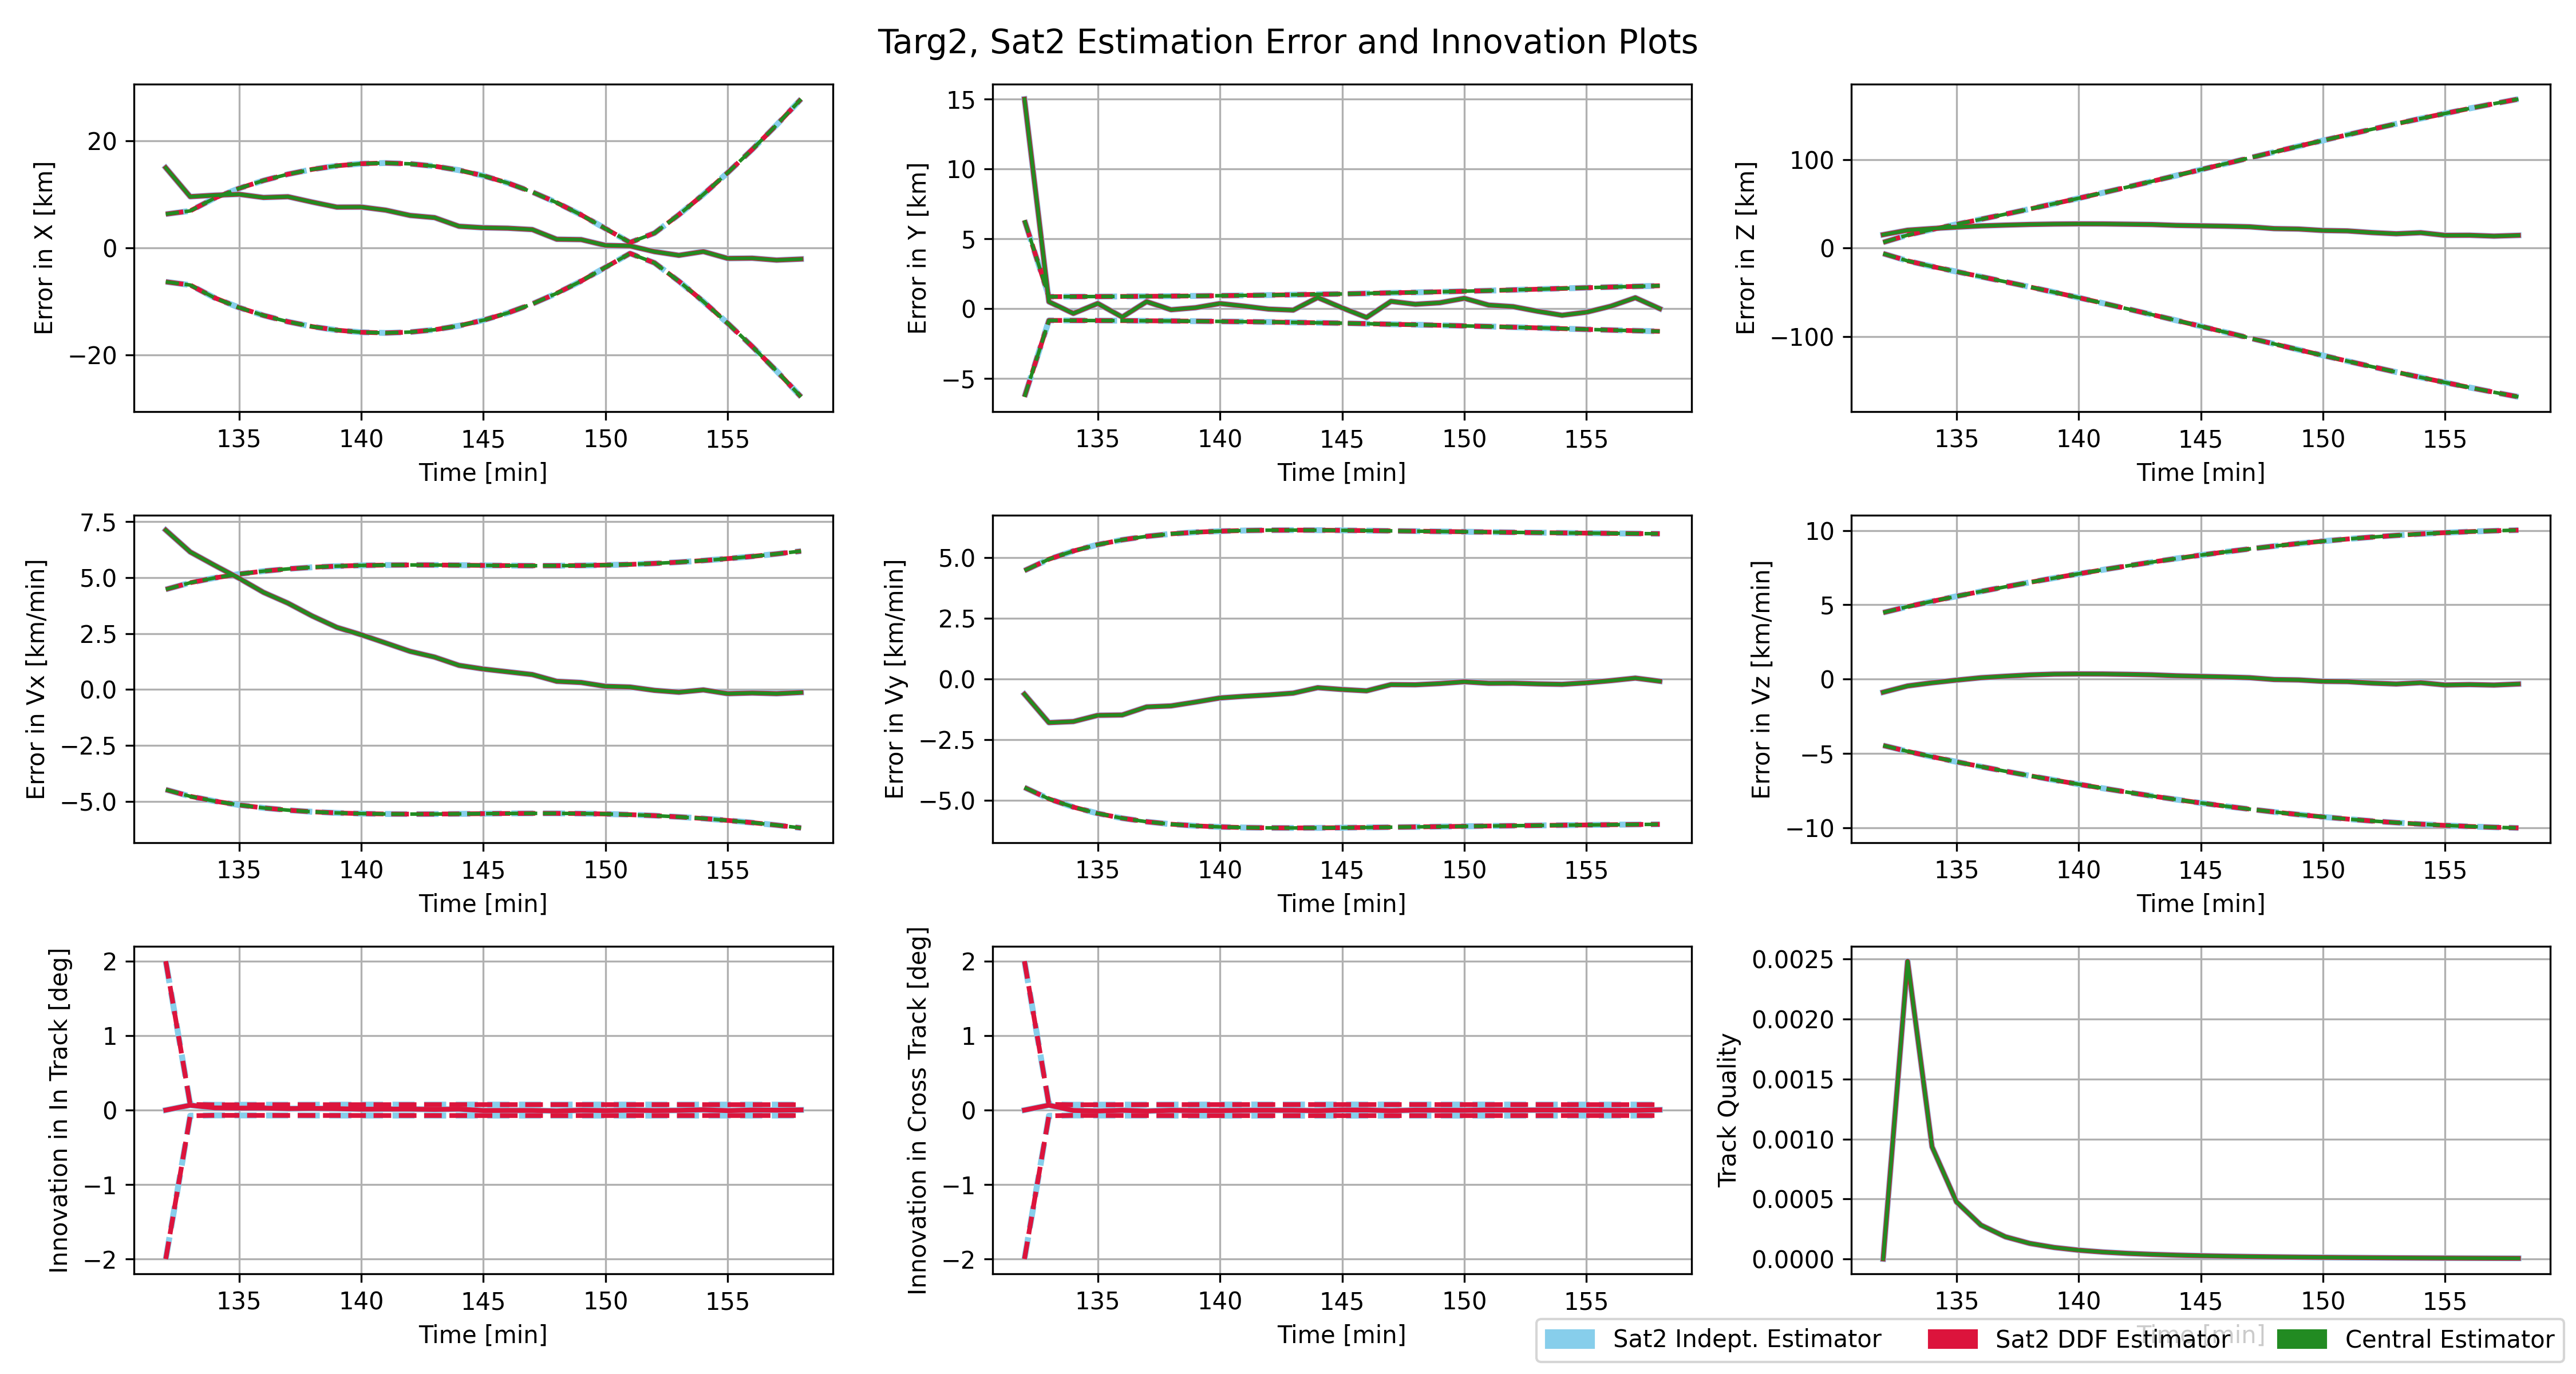 Targ2, Sat2 Estimation Error and Innovation Plots
Error in X [km]
20
0
−20
135 140 145 150 155
Time [min]
Error in Y [km]
15
10
5
0
−5
135 140 145 150 155
Time [min]
Error in Z [km]
100
0
−100
135 140 145 150 155
Time [min]
Error in Vx [km/min]
7.5
5.0
2.5
0.0
−2.5
−5.0
135 140 145 150 155
Time [min]
Error in Vy [km/min]
5.0
2.5
0.0
−2.5
−5.0
135 140 145 150 155
Time [min]
Error in Vz [km/min]
10
5
0
−5
−10
135 140 145 150 155
Time [min]
Innovation in In Track [deg]
2
1
0
−1
−2
135 140 145 150 155
Time [min]
Innovation in Cross Track [deg]
2
1
0
−1
−2
135 140 145 150 155
Time [min]
Track Quality
0.0025
0.0020
0.0015
0.0010
0.0005
0.0000
135 140 145 150 155
Time [min]
Sat2 Indept. Estimator Sat2 DDF Estimator Central Estimator